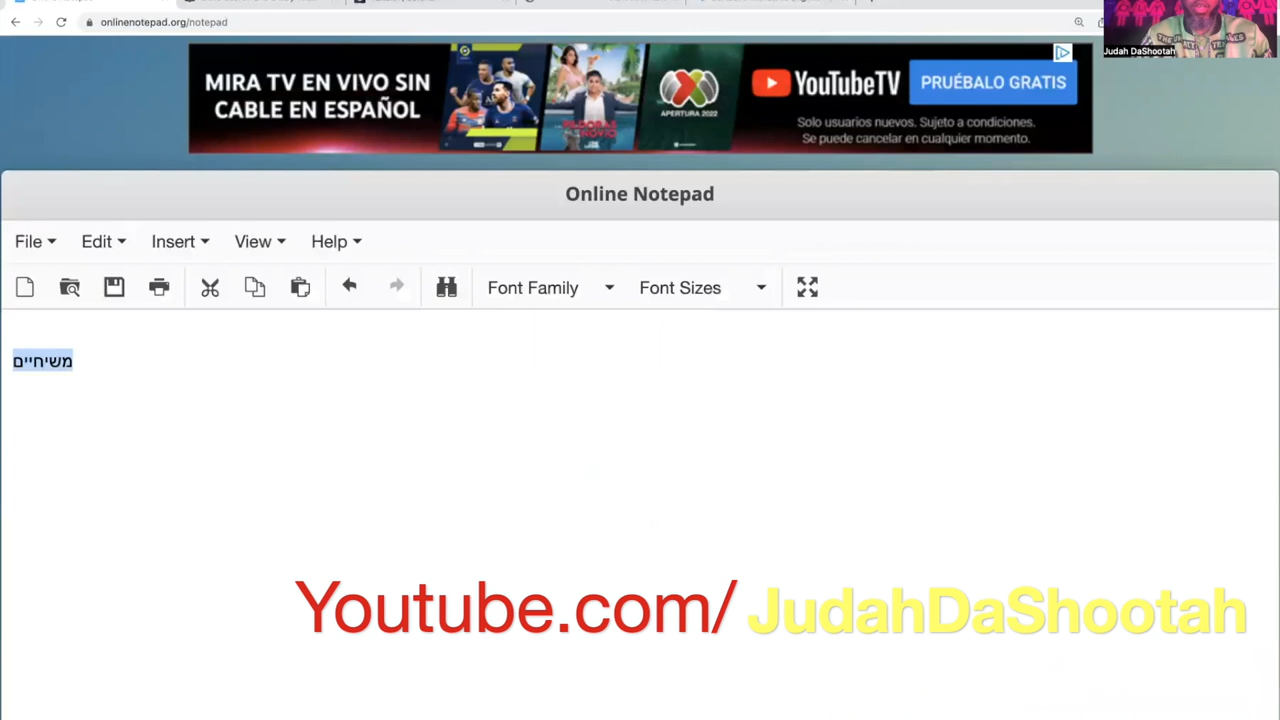 onlinenotepad.org/notepad
Judah DaShootah
MIRA TV EN VIVO SIN
CABLE EN ESPAÑOL
APERTURA 2022
YouTubeTV
PRUÉBALO GRATIS
Solo usuarios nuevos. Sujeto a condiciones.
Se puede cancelar en cualquier momento.
Online Notepad
File Edit Insert View Help
Font Family Font Sizes
משיחיים
Youtube.com/ JudahDaShootah